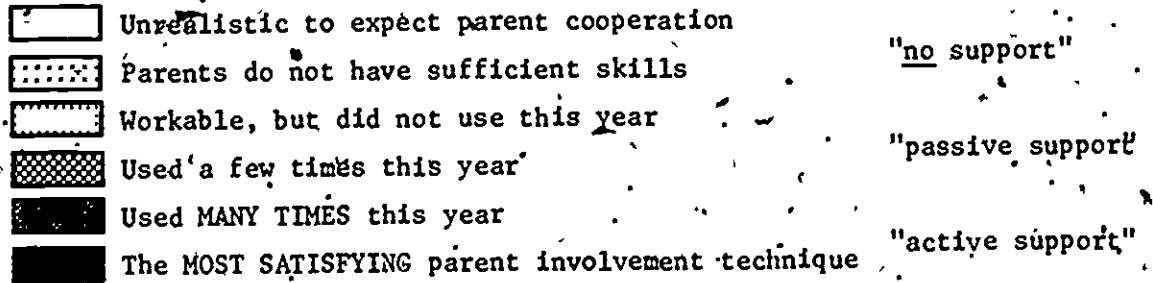 Unrealistic to expect parent cooperation
"no support"
Parents do not have sufficient skills
Workable, but did not use this year
"passive support"
Used a few times this year
Used MANY TIMES this year
"active support"
The MOST SATISFYING parent involvement technique